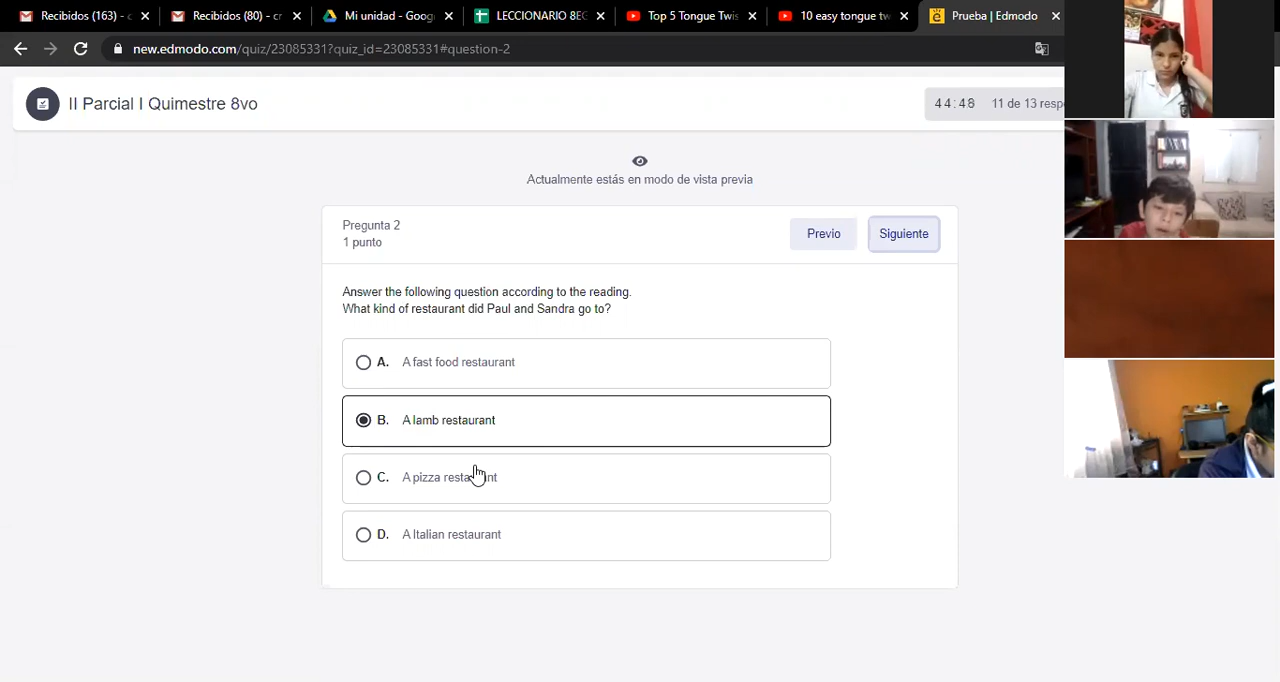 Recibidos (163) - c
Recibidos (80) - cr
Mi unidad - Goog
LECCIONARIO 8EG
Top 5 Tongue Twis
10 easy tongue tw
Prueba | Edmodo
new.edmodo.com/quiz/23085331?quiz_id=23085331#question-2
II Parcial I Quimestre 8vo
44:48 11 de 13 resp
Actualmente estás en modo de vista previa
Pregunta 2
1 punto
Previo
Siguiente
Answer the following question according to the reading.
What kind of restaurant did Paul and Sandra go to?
A. A fast food restaurant
B. A lamb restaurant
C. A pizza restaurant
D. A Italian restaurant